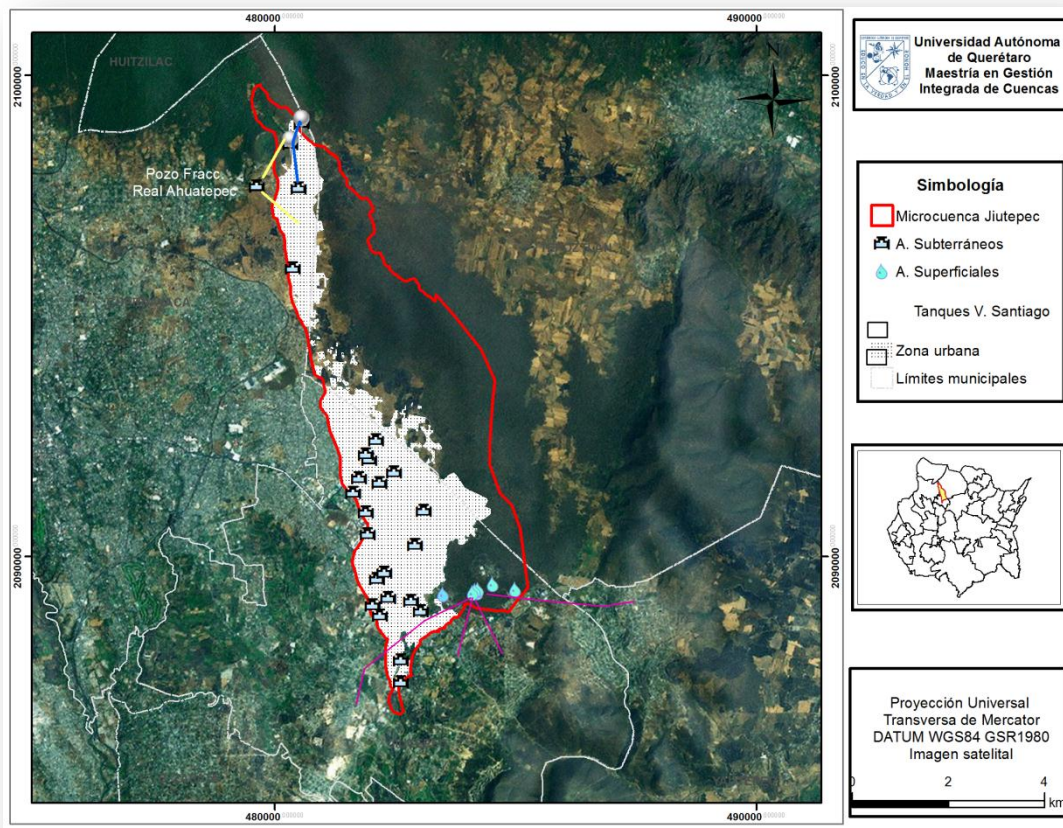 480000
490000
2100000
2100000
HUITZILAC
N
Pozo Fracc.
Real Ahuatepec
2090000
2090000
480000
490000
Universidad Autónoma
de Querétaro
Maestría en Gestión
Integrada de Cuencas
Simbología
Microcuenca Jiutepec
A. Subterráneos
A. Superficiales
Tanques V. Santiago
Zona urbana
Límites municipales
Proyección Universal
Transversa de Mercator
DATUM WGS84 GSR1980
Imagen satelital
0 2 4
km